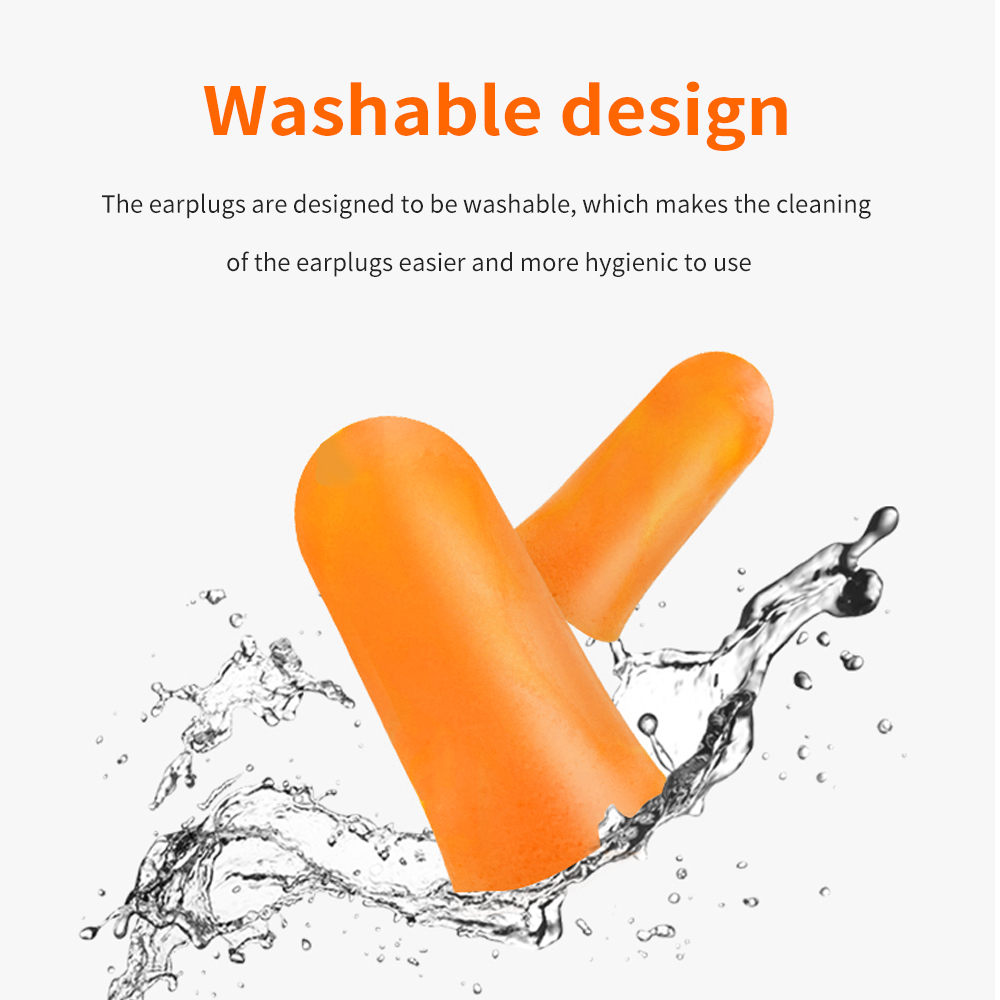 Washable design
The earplugs are designed to be washable, which makes the cleaning
of the earplugs easier and more hygienic to use